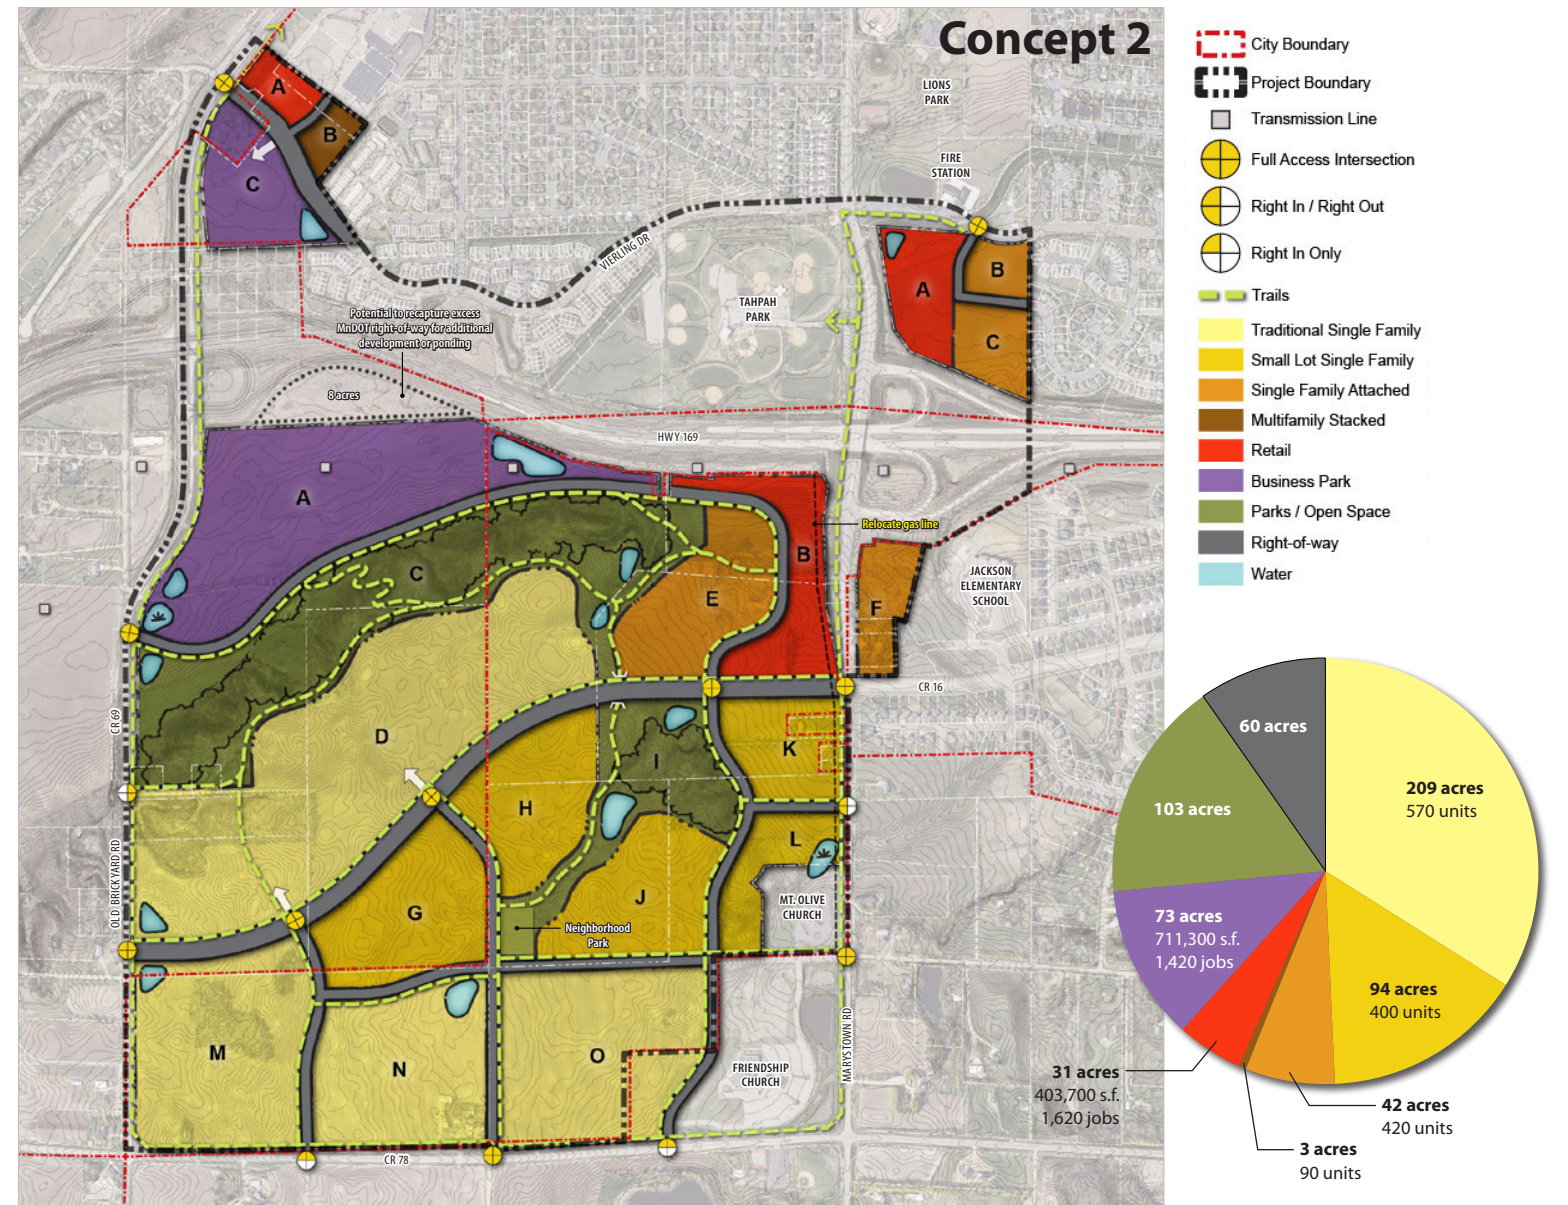 Concept 2
City Boundary
Project Boundary
Transmission Line
Full Access Intersection
Right In / Right Out
Right In Only
Trails
Traditional Single Family
Small Lot Single Family
Single Family Attached
Multifamily Stacked
Retail
Business Park
Parks / Open Space
Right-of-way
Water
LIONS
PARK
FIRE
STATION
A
B
C
VIERLING DR
TAHPAH
PARK
A
B
C
Potential to recapture excess
MnDOT right-of-way for additional
development or ponding
8 acres
HWY 169
A
Relocate gas line
B
C
E
F
JACKSON
ELEMENTARY
SCHOOL
CR 69
CR 16
D
I
K
H
L
OLD BRICKYARD RD
G
J
MT. OLIVE
CHURCH
Neighborhood
Park
M
N
O
FRIENDSHIP
CHURCH
MARYSTOWN RD
CR 78
60 acres
209 acres
570 units
103 acres
73 acres
711,300 s.f.
1,420 jobs
94 acres
400 units
31 acres
403,700 s.f.
1,620 jobs
42 acres
420 units
3 acres
90 units